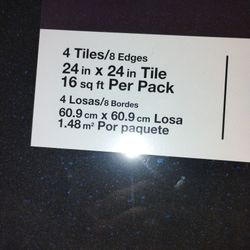 4 Tiles/8 Edges
24 in x 24 in Tile
16 sq ft Per Pack
4 Losas/8 Bordes
60.9 cm x 60.9 cm Losa
1.48 m² Por paquete